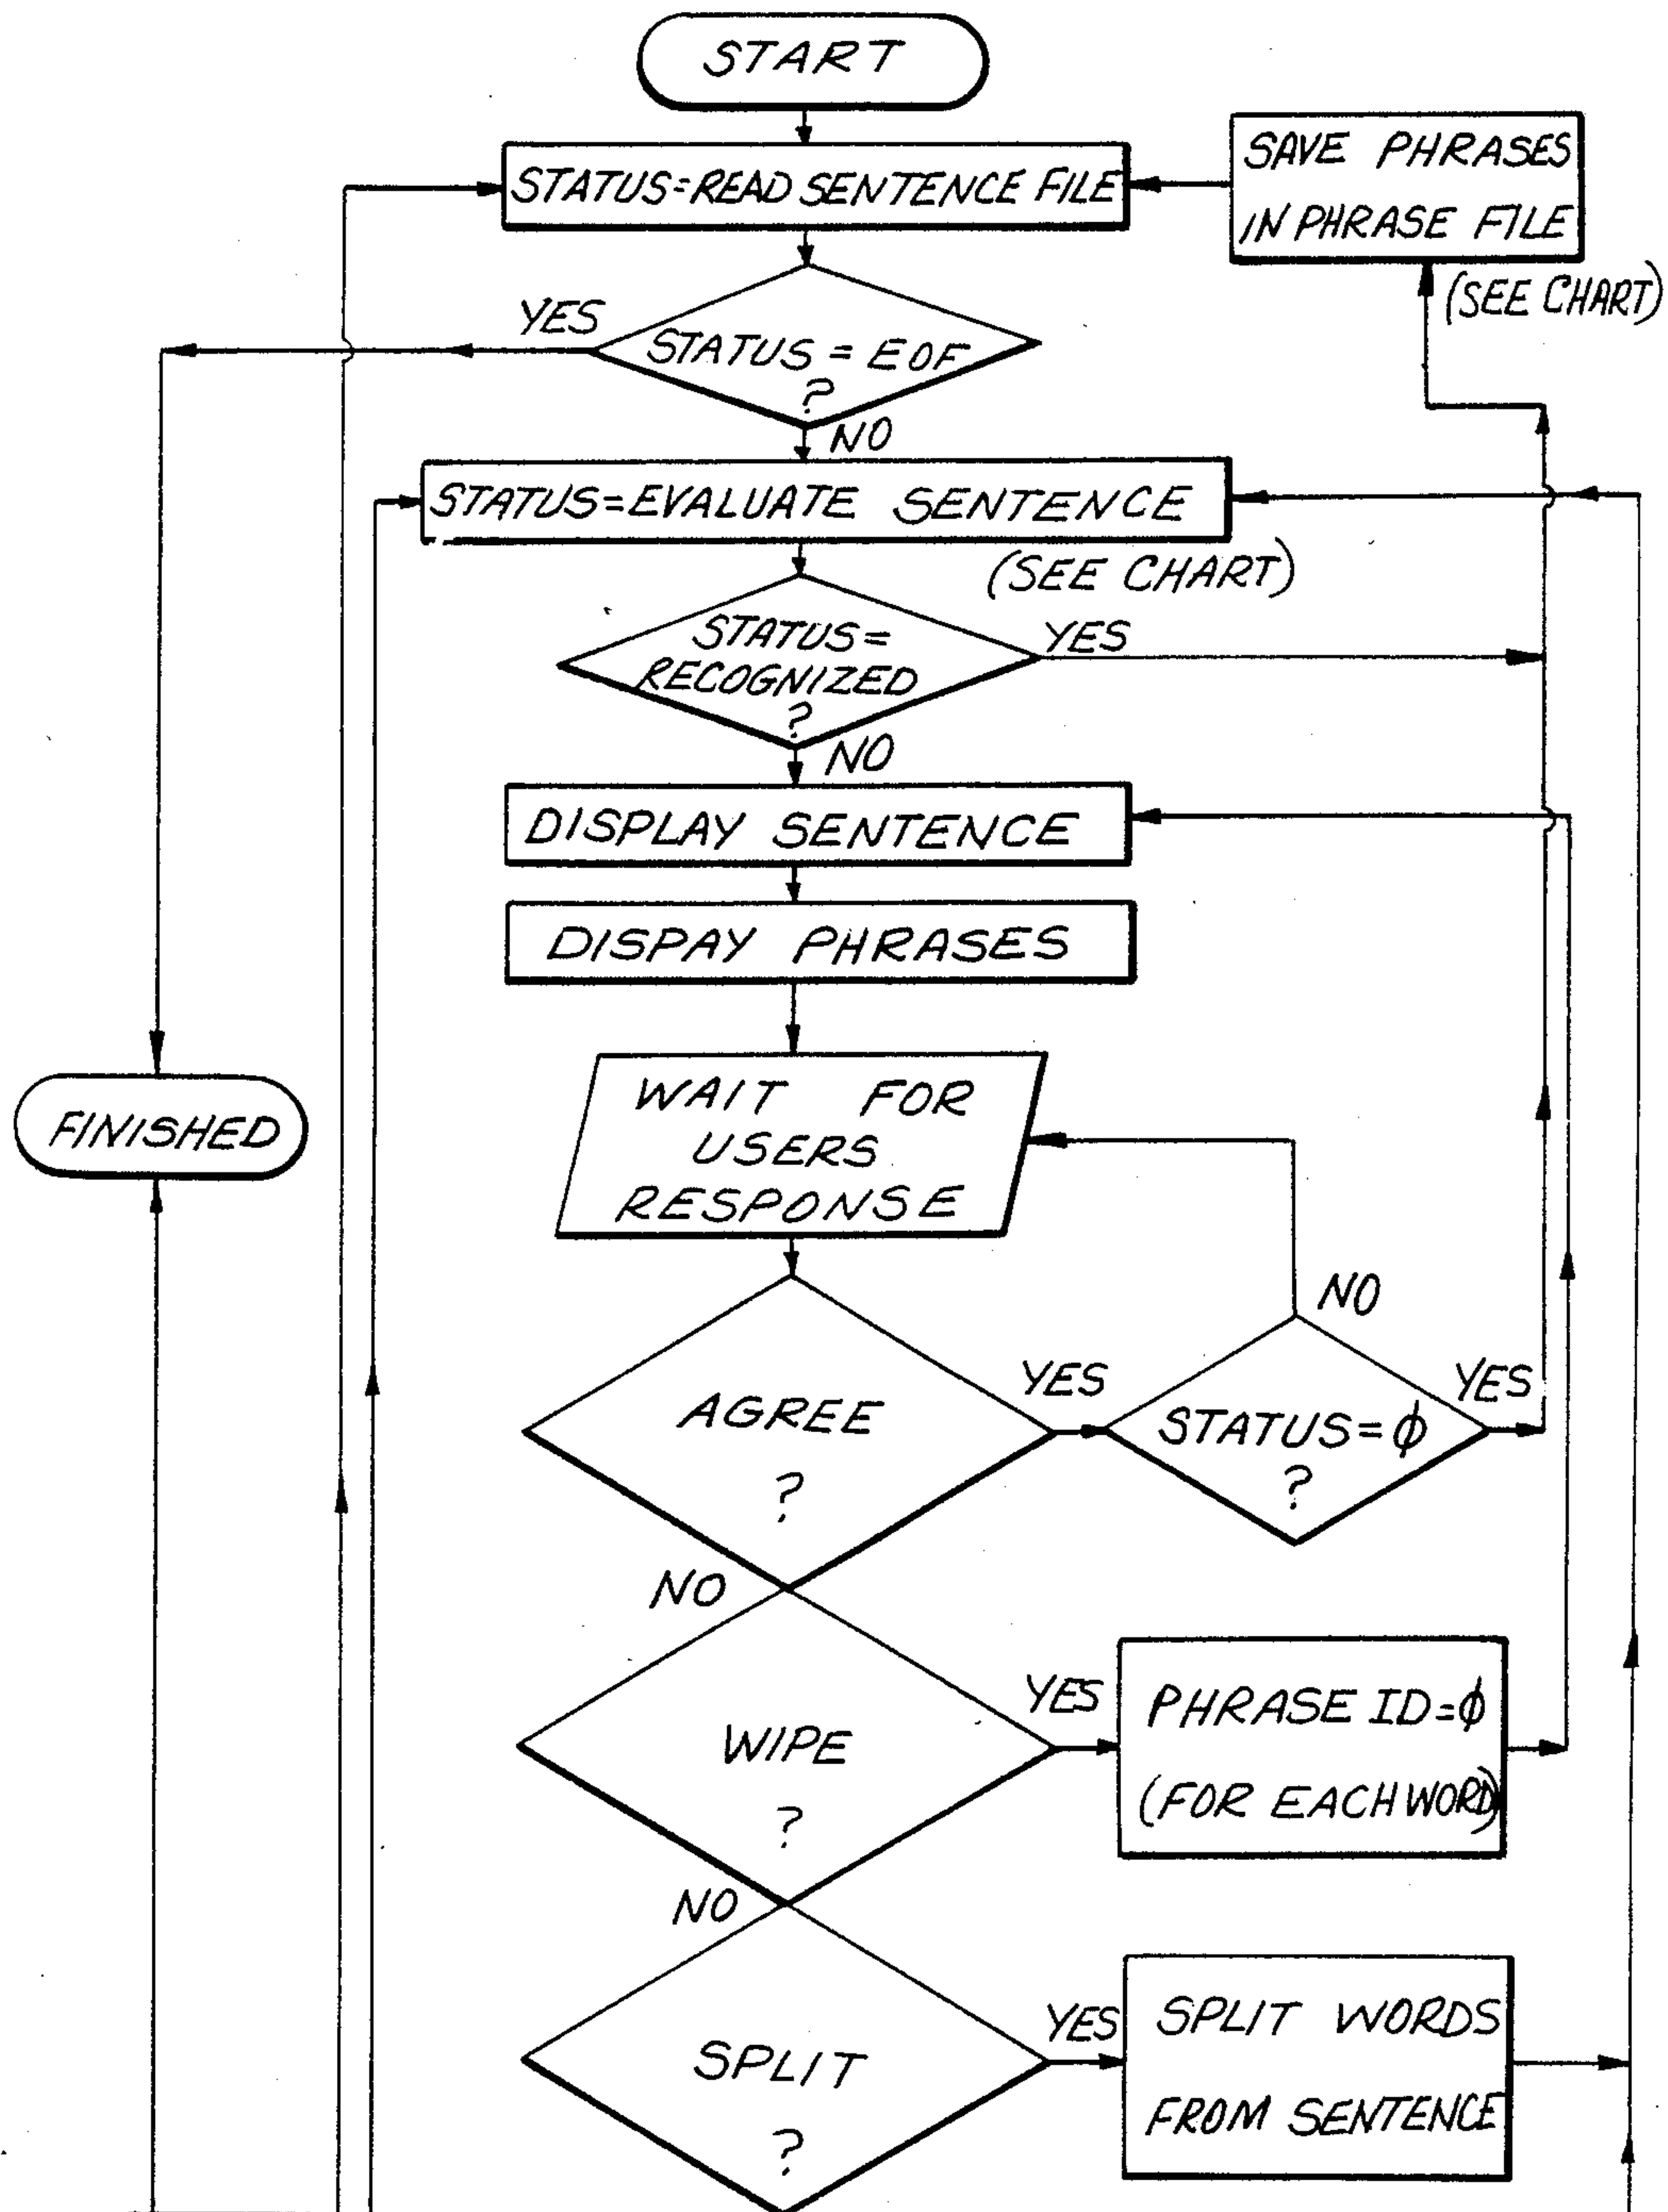 START
STATUS=READ SENTENCE FILE
SAVE PHRASES
IN PHRASE FILE
(SEE CHART)
YES
STATUS = EOF
?
NO
STATUS=EVALUATE SENTENCE
(SEE CHART)
STATUS=
RECOGNIZED
?
YES
NO
DISPLAY SENTENCE
DISPAY PHRASES
WAIT FOR
USERS
RESPONSE
FINISHED
AGREE
?
YES
NO
STATUS=ϕ
?
YES
NO
WIPE
?
YES
PHRASE ID=ϕ
(FOR EACH WORD)
NO
SPLIT
?
YES
SPLIT WORDS
FROM SENTENCE